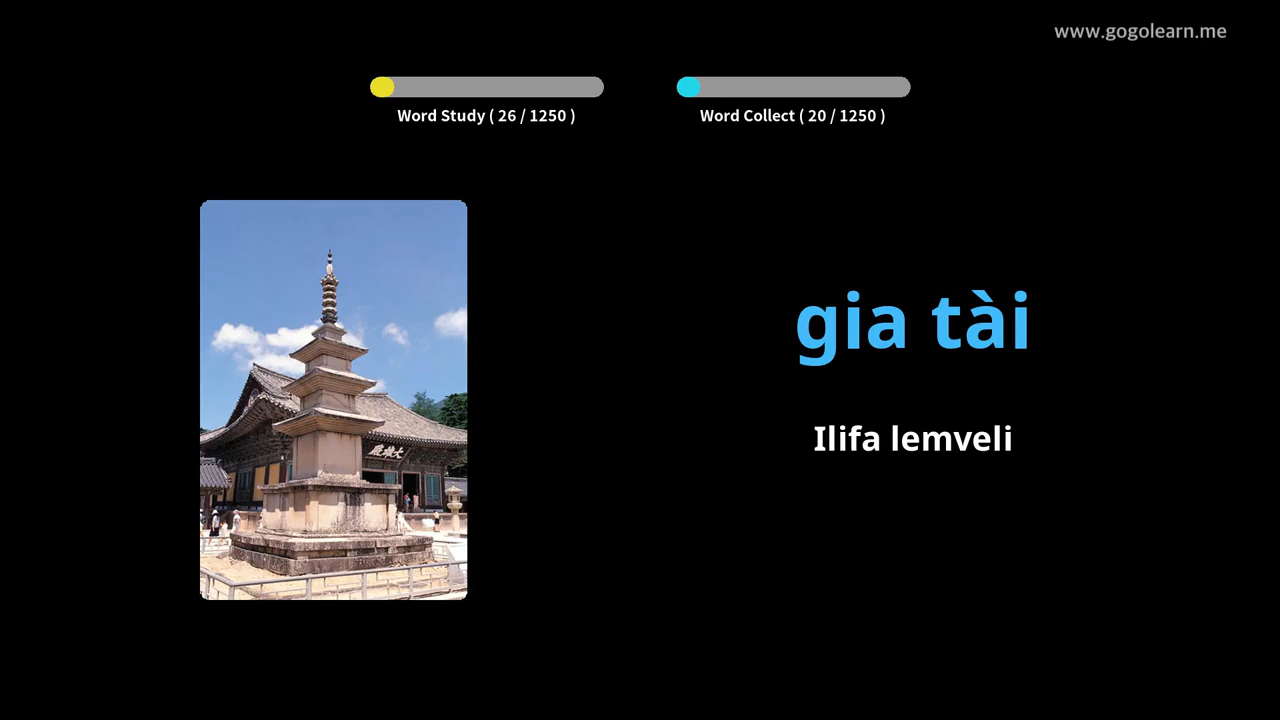 www.gogolearn.me
Word Study ( 26 / 1250 )
Word Collect ( 20 / 1250 )
gia tài
Ilifa lemveli